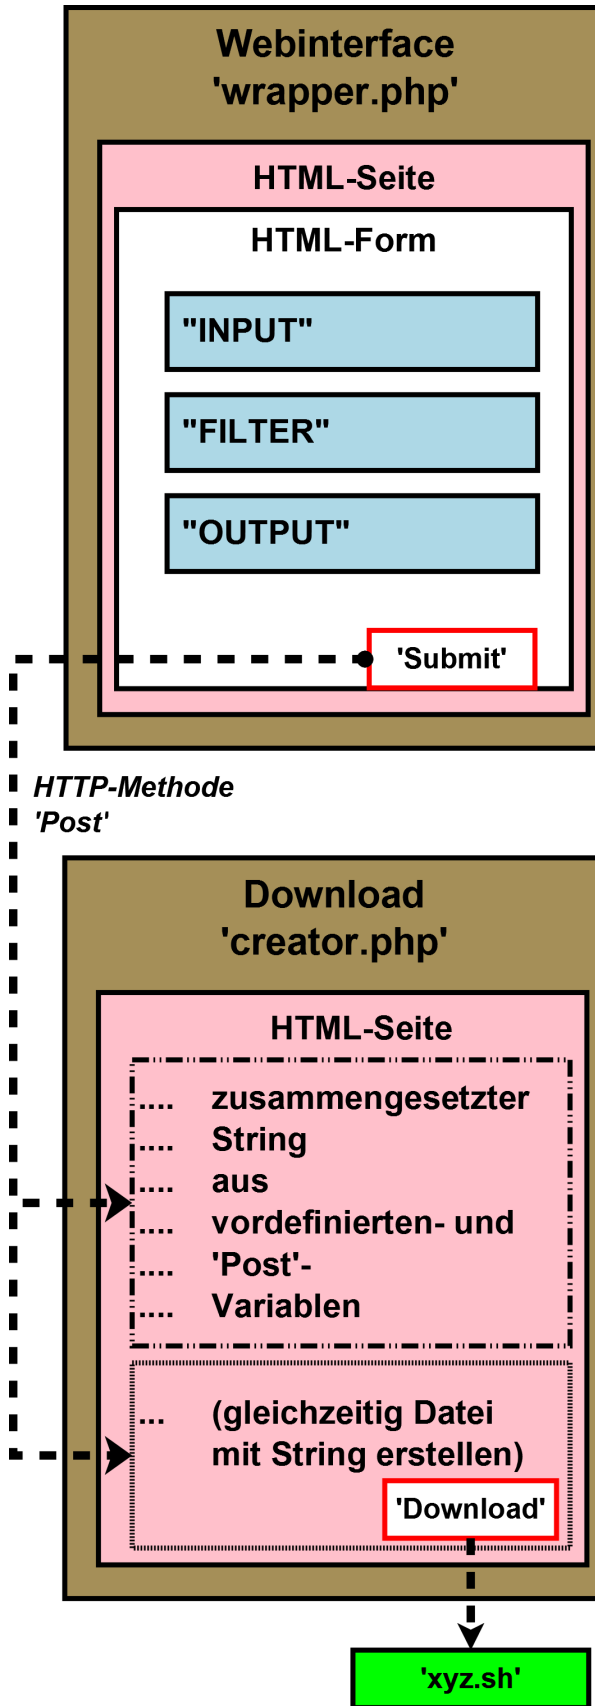 Webinterface
'wrapper.php'
HTML-Seite
HTML-Form
"INPUT"
"FILTER"
"OUTPUT"
'Submit'
HTTP-Methode
'Post'
Download
'creator.php'
HTML-Seite
.... zusammengesetzter
.... String
.... aus
.... vordefinierten- und
.... 'Post'-
.... Variablen
... (gleichzeitig Datei
mit String erstellen)
'Download'
'xyz.sh'